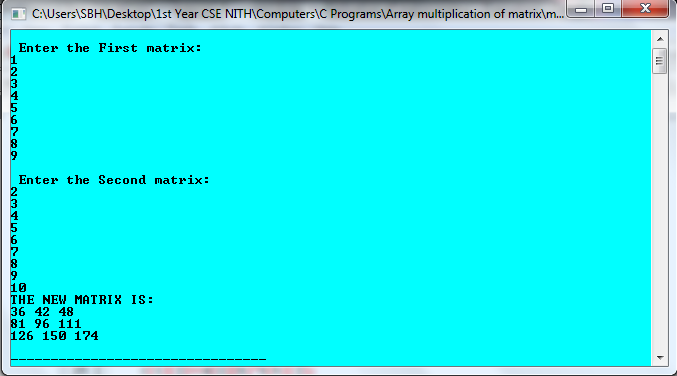 C:\Users\SBH\Desktop\1st Year CSE NITH\Computers\C Programs\Array multiplication of matrix\m...
Enter the First matrix:
1
2
3
4
5
6
7
8
9
Enter the Second matrix:
2
3
4
5
6
7
8
9
10
THE NEW MATRIX IS:
36 42 48
81 96 111
126 150 174
________________________________